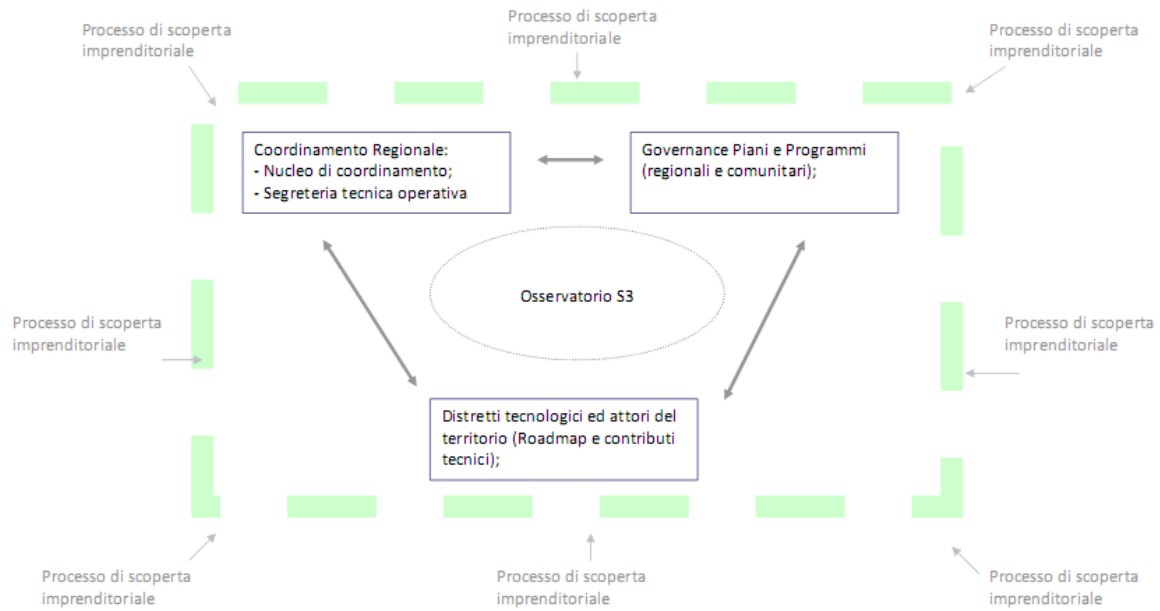 Processo di scoperta
imprenditoriale
Processo di scoperta
imprenditoriale
Processo di scoperta
imprenditoriale
Coordinamento Regionale:
- Nucleo di coordinamento;
- Segreteria tecnica operativa
Governance Piani e Programmi
(regionali e comunitari);
Osservatorio S3
Processo di scoperta
imprenditoriale
Processo di scoperta
imprenditoriale
Distretti tecnologici ed attori del
territorio (Roadmap e contributi
tecnici);
Processo di scoperta
imprenditoriale
Processo di scoperta
imprenditoriale
Processo di scoperta
imprenditoriale